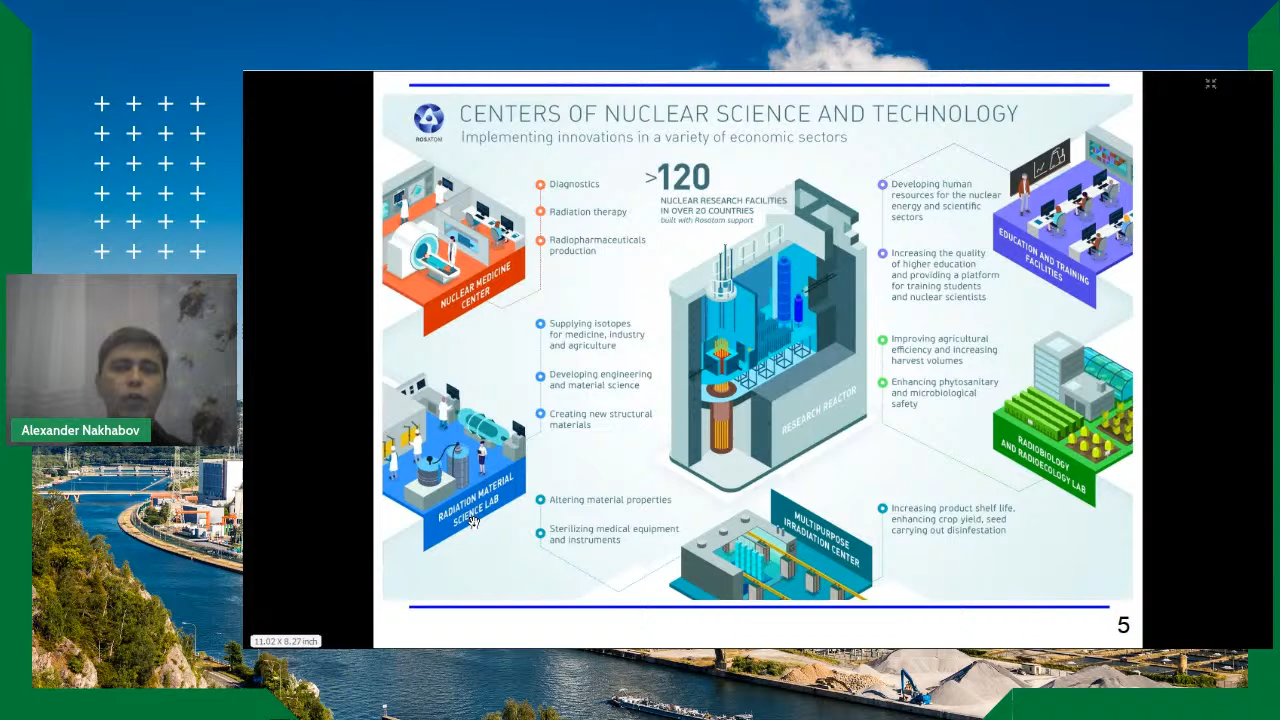 ROSATOM
CENTERS OF NUCLEAR SCIENCE AND TECHNOLOGY
Implementing innovations in a variety of economic sectors
Diagnostics
Radiation therapy
Radiopharmaceuticals
production
NUCLEAR MEDICINE
CENTER
>120
NUCLEAR RESEARCH FACILITIES
IN OVER 20 COUNTRIES
built with Rosatom support
Developing human
resources for the nuclear
energy and scientific
sectors
Increasing the quality
of higher education
and providing a platform
for training students
and nuclear scientists
EDUCATION AND TRAINING
FACILITIES
Supplying isotopes
for medicine, industry
and agriculture
Developing engineering
and material science
Creating new structural
materials
RADIATION MATERIAL
SCIENCE LAB
RESEARCH REACTOR
Improving agricultural
efficiency and increasing
harvest volumes
Enhancing phytosanitary
and microbiological
safety
RADIOBIOLOGY
AND RADIOECOLOGY LAB
Altering material properties
Sterilizing medical equipment
and instruments
MULTIPURPOSE
IRRADIATION CENTER
Increasing product shelf life,
enhancing crop yield, seed
carrying out disinfestation
5
Alexander Nakhabov
11.02 X 8.27 inch